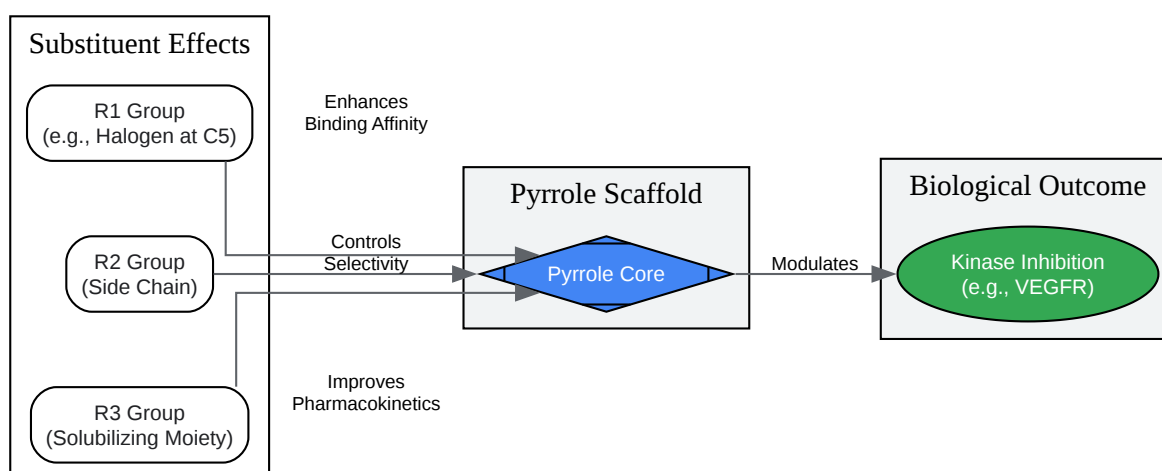 Substituent Effects
R1 Group
(e.g., Halogen at C5)
Enhances
Binding Affinity
R2 Group
(Side Chain)
Controls
Selectivity
R3 Group
(Solubilizing Moiety)
Improves
Pharmacokinetics
Pyrrole Scaffold
Pyrrole Core
Modulates
Biological Outcome
Kinase Inhibition
(e.g., VEGFR)